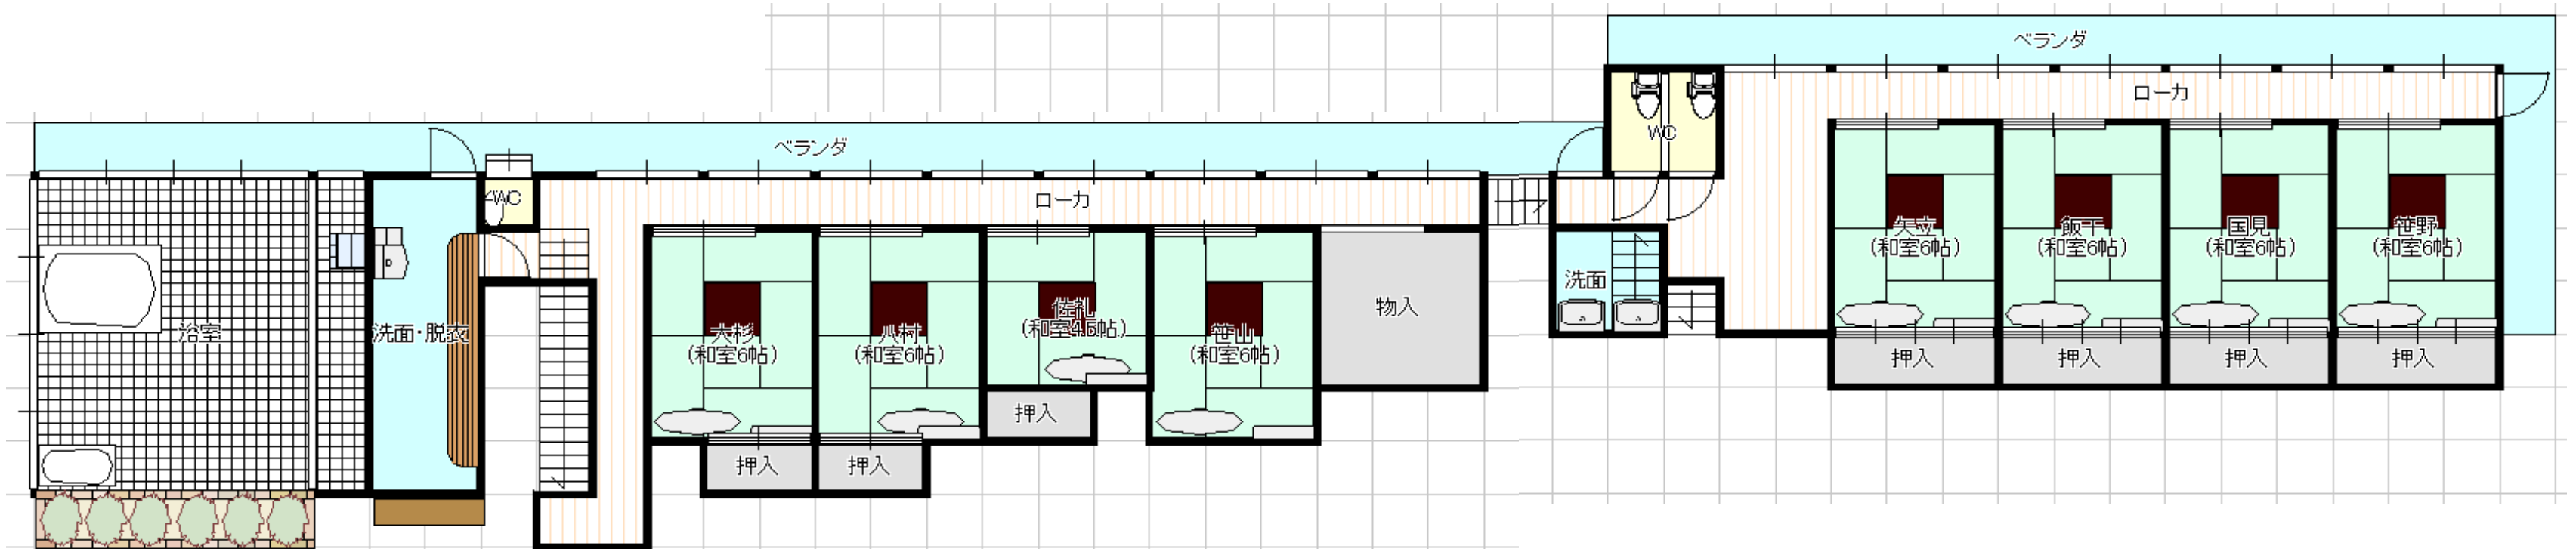 ベランダ
ローカ
WC
矢立
(和室6帖)
飯干
(和室6帖)
国見
(和室6帖)
笹野
(和室6帖)
押入
押入
押入
押入
洗面
ベランダ
WC
ローカ
浴室
洗面・脱衣
大杉
(和室6帖)
八村
(和室6帖)
佐礼
(和室4.5帖)
笹山
(和室6帖)
物入
押入
押入
押入